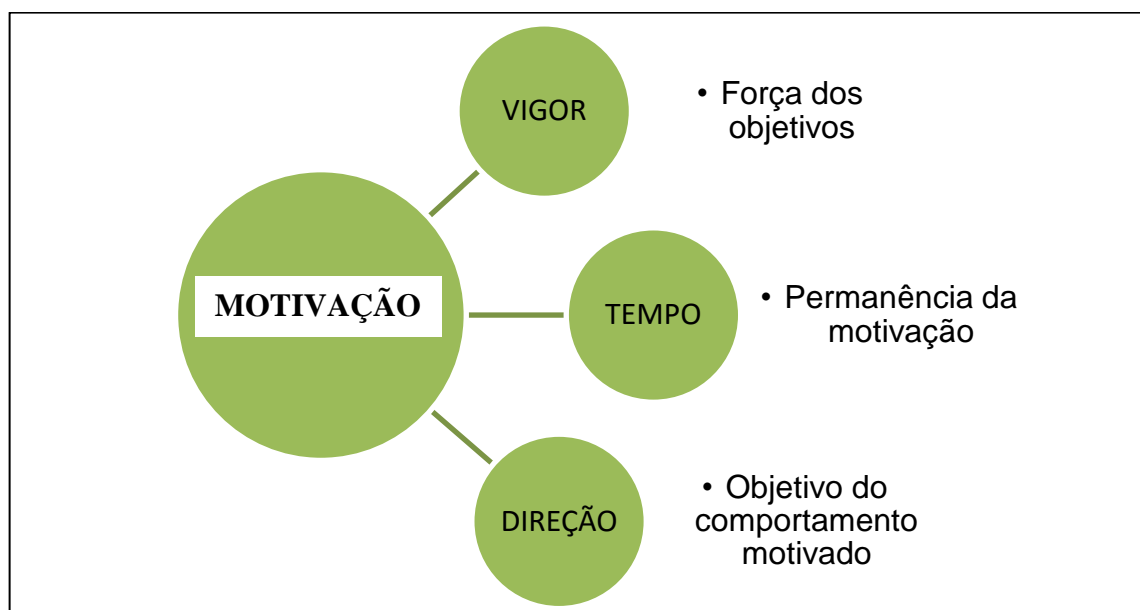 VIGOR
• Força dos
objetivos
MOTIVAÇÃO
TEMPO
• Permanência da
motivação
DIREÇÃO
• Objetivo do
comportamento
motivado